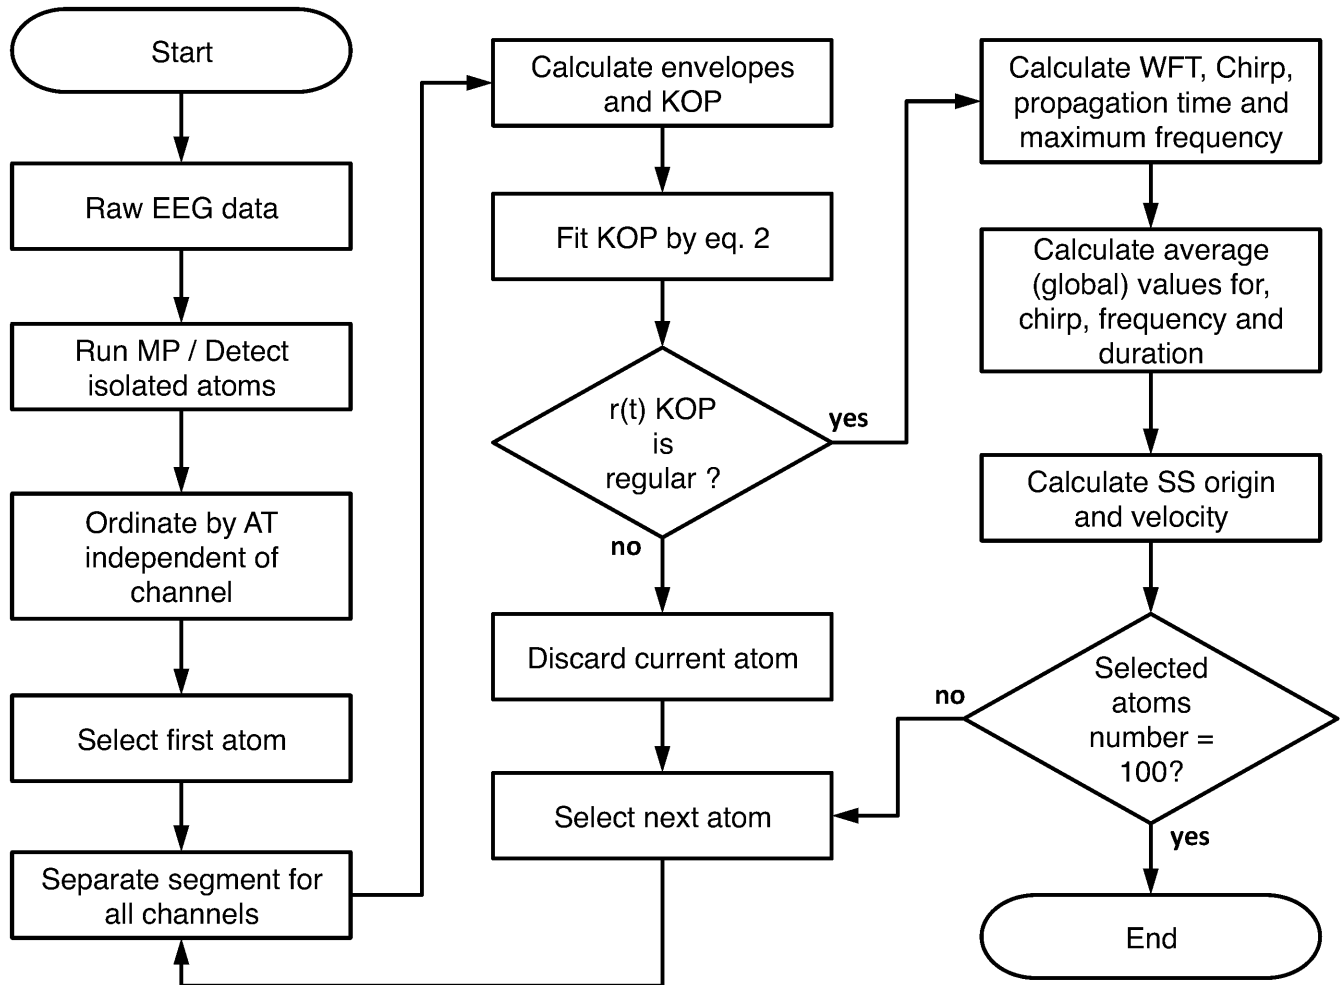 Start
Raw EEG data
Run MP / Detect
isolated atoms
Ordinate by AT
independent of
channel
Select first atom
Separate segment for
all channels
Calculate envelopes
and KOP
Fit KOP by eq. 2
r(t) KOP
is
regular ?
yes
no
Discard current atom
Select next atom
Calculate WFT, Chirp,
propagation time and
maximum frequency
Calculate average
(global) values for,
chirp, frequency and
duration
Calculate SS origin
and velocity
Selected
atoms
number =
100?
no
yes
End